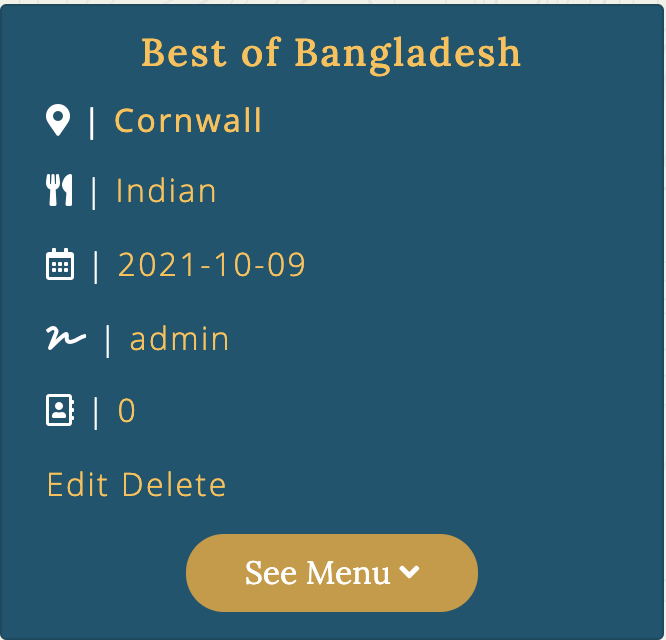 Best of Bangladesh
| Cornwall
| Indian
| 2021-10-09
| admin
| 0
Edit Delete
See Menu